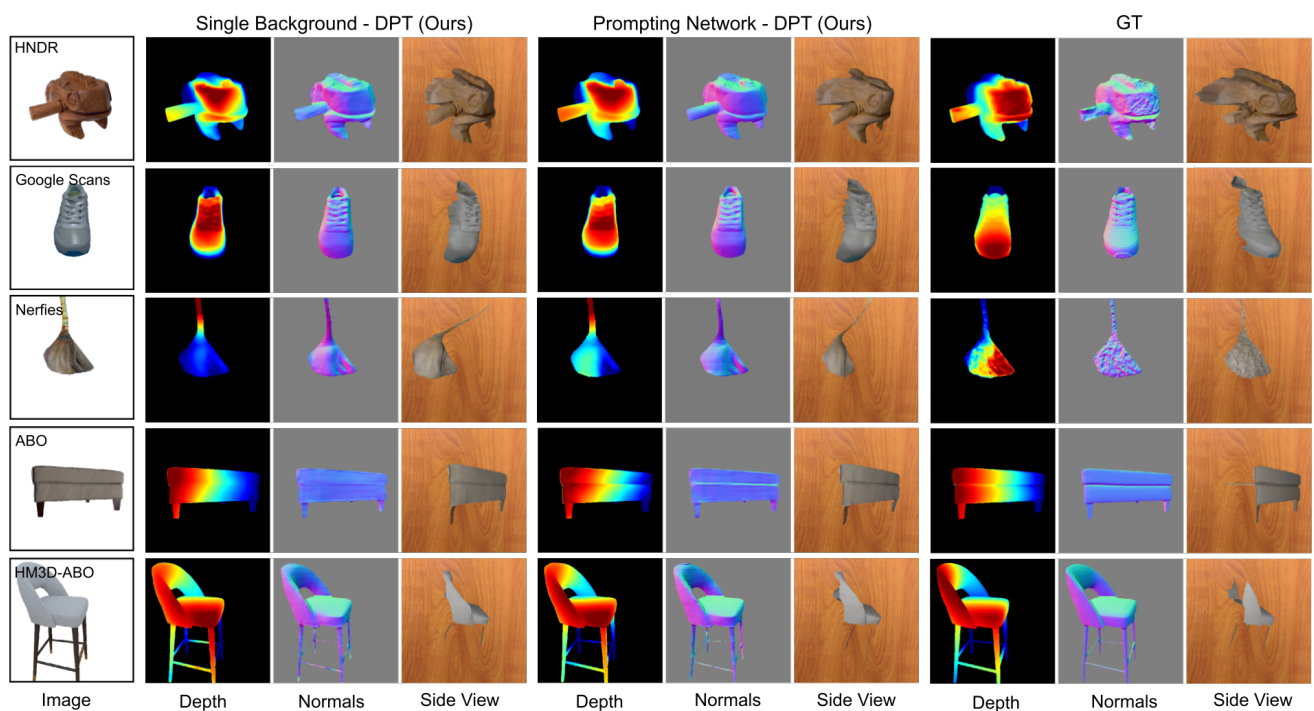 Single Background - DPT (Ours) Prompting Network - DPT (Ours) GT
HNDR
Google Scans
Nerfies
ABO
HM3D-ABO
Image Depth Normals Side View Depth Normals Side View Depth Normals Side View